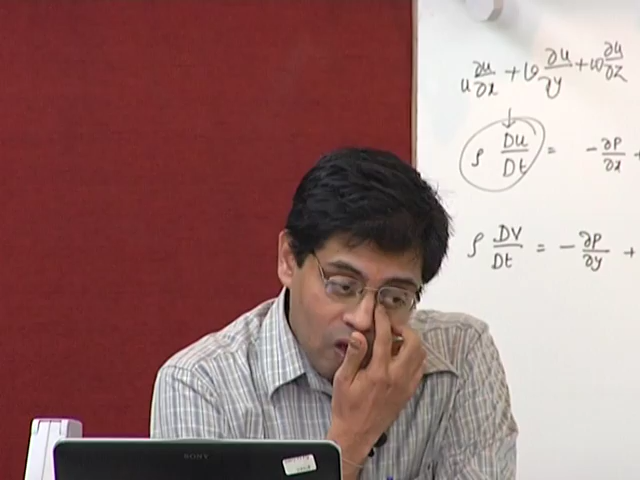 u ∂u/∂x + v ∂u/∂y + w ∂u/∂z
ρ Du/Dt = - ∂P/∂x +
ρ DV/Dt = - ∂P/∂y +
SONY